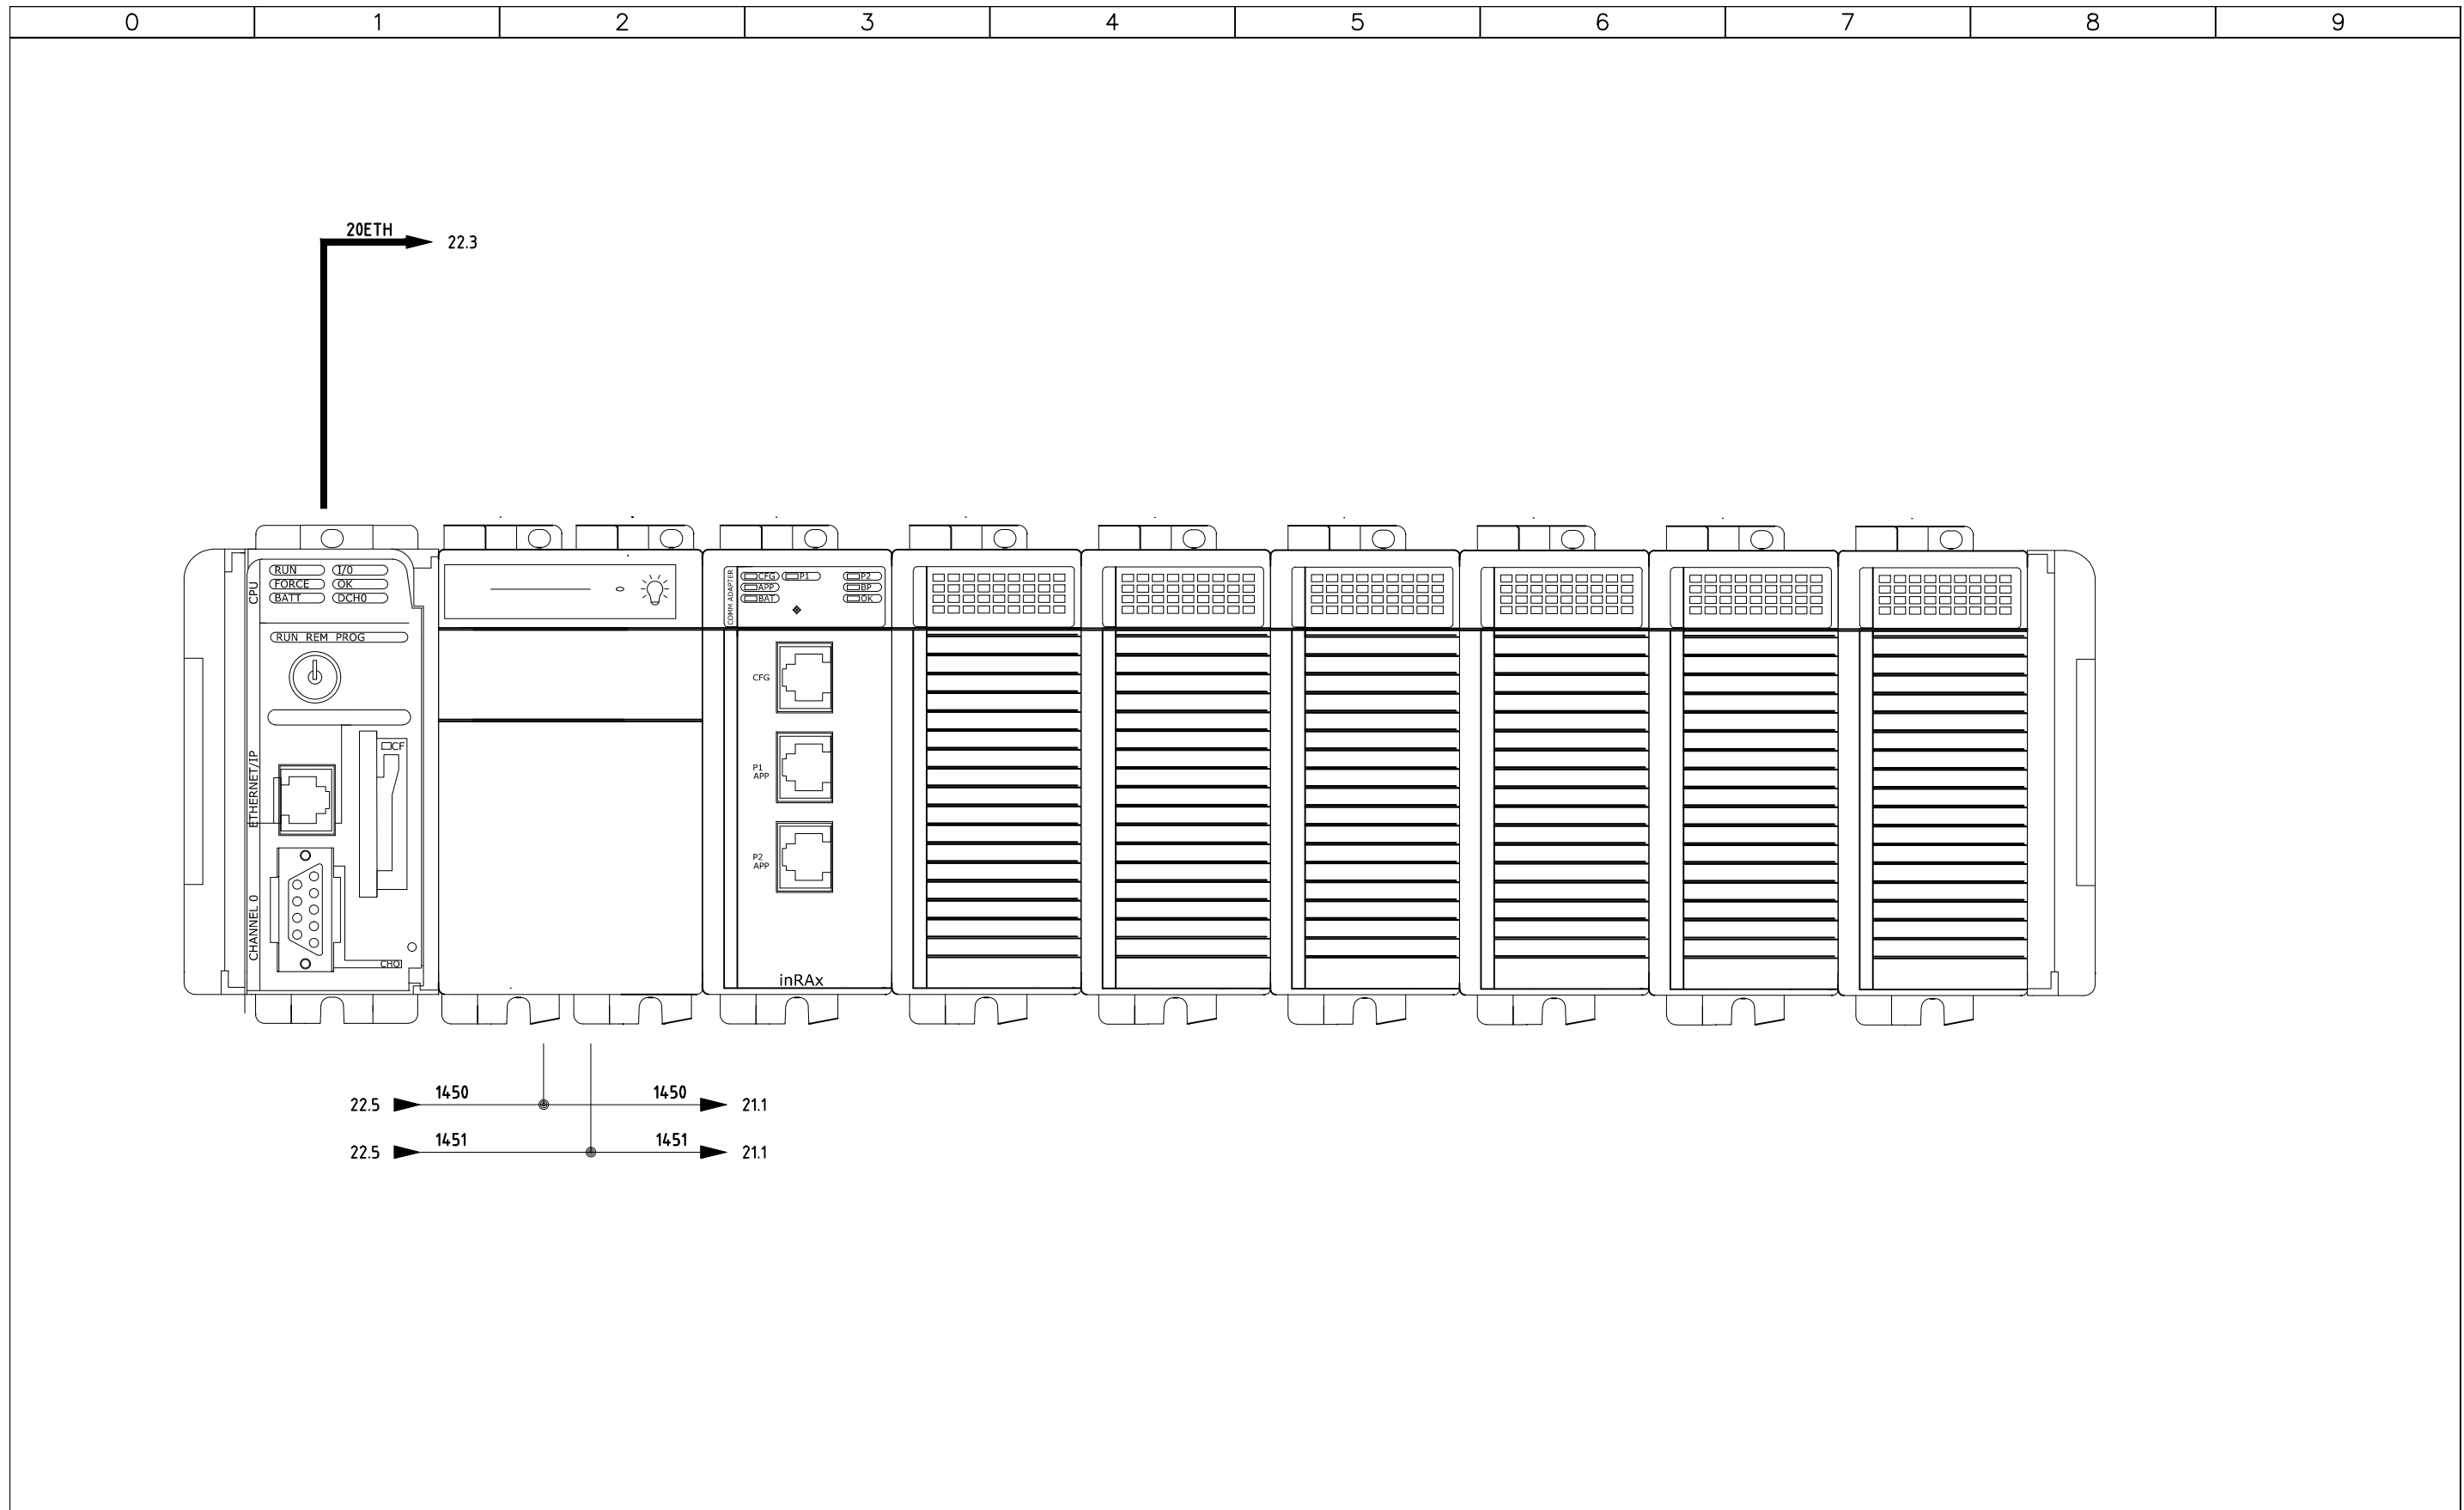 0 1 2 3 4 5 6 7 8 9
20ETH
22.3
CPU
RUN I/O
FORCE OK
BATT DCH0
RUN REM PROG
CF
ETHERNET/IP
CHANNEL 0
CHO
COMM ADAPTER
CFG P1 P2
APP BP
BAT OK
CFG
P1
APP
P2
APP
inRAx
22.5 1450 1450 21.1
22.5 1451 1451 21.1